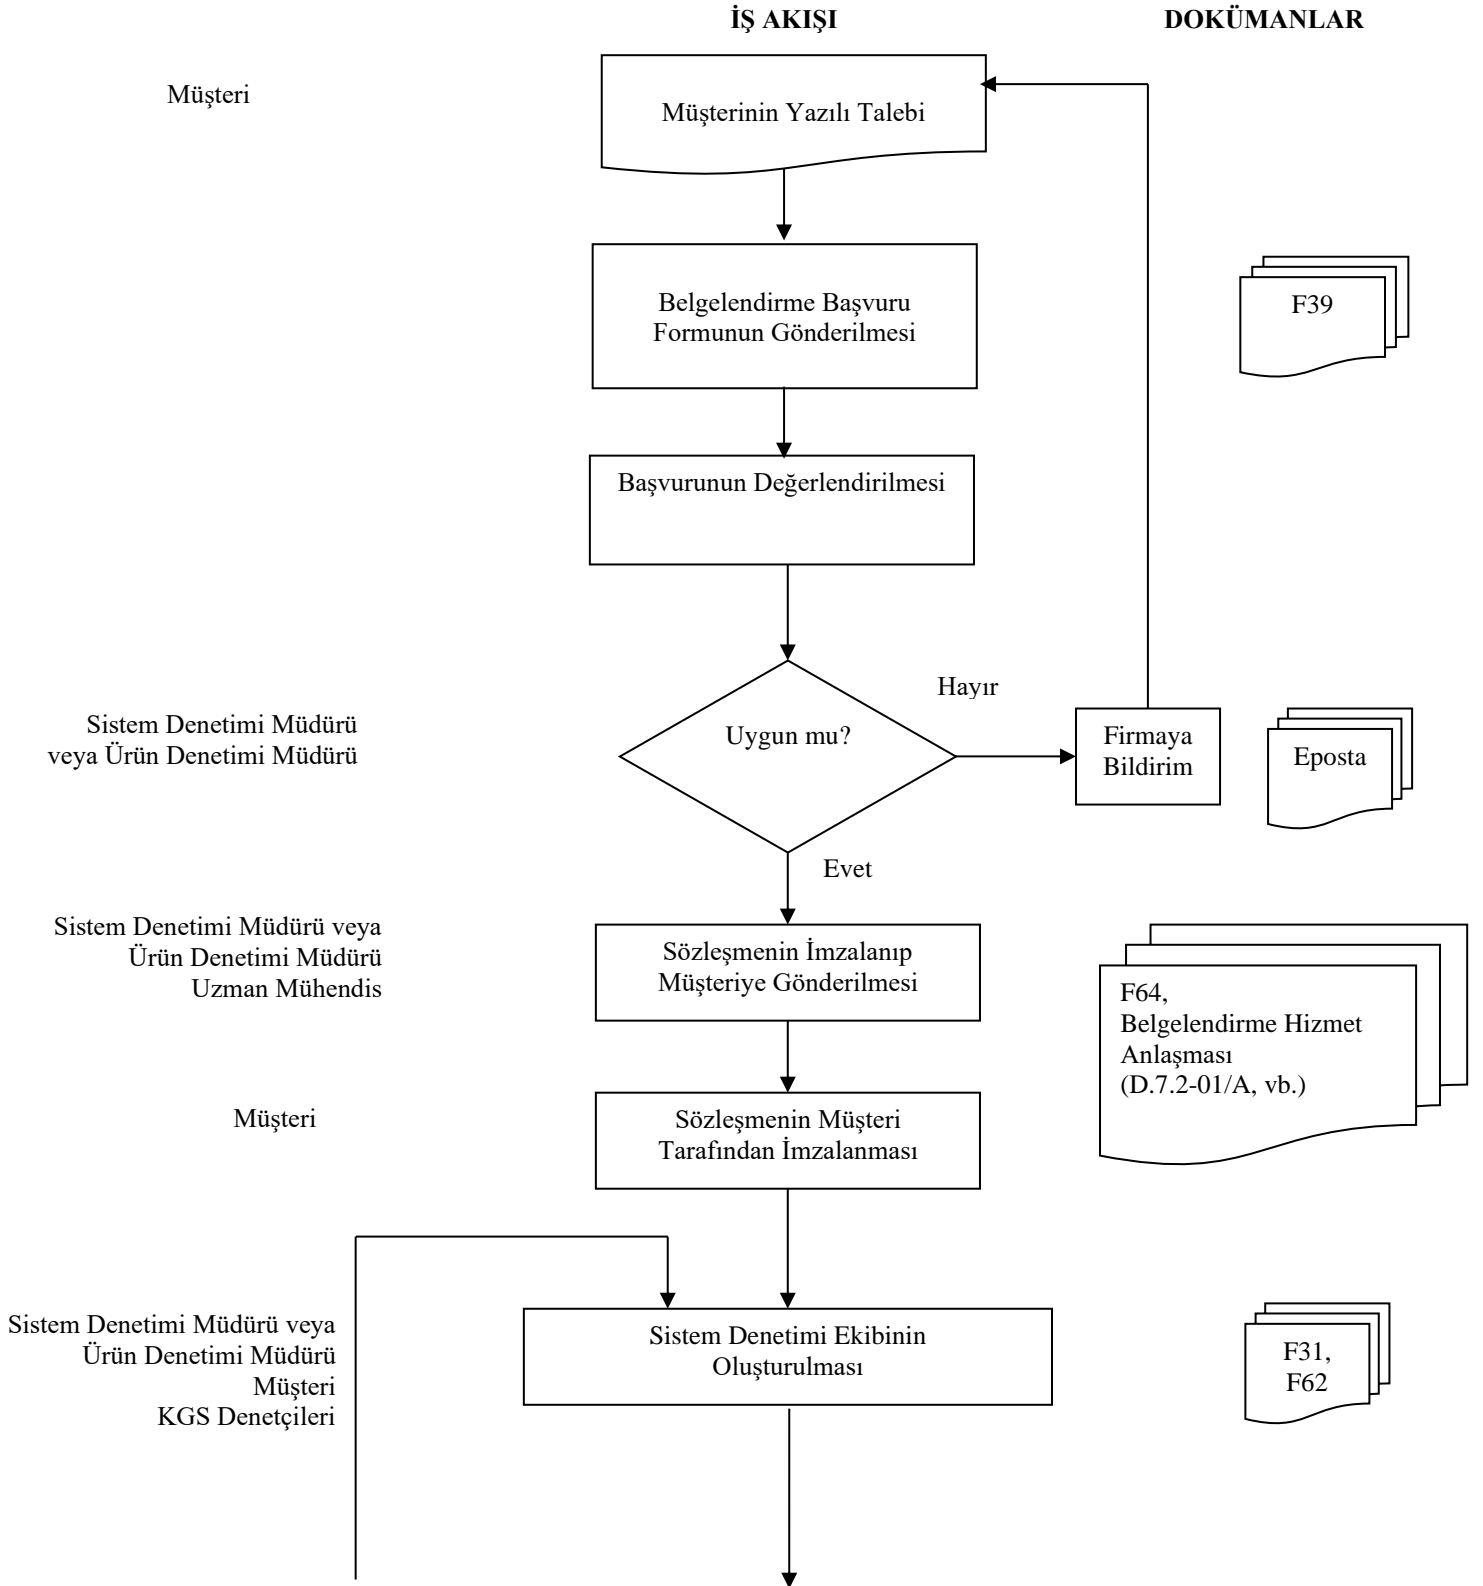 İŞ AKIŞI
DOKÜMANLAR
Müşteri
Müşterinin Yazılı Talebi
Belgelendirme Başvuru
Formunun Gönderilmesi
F39
Başvurunun Değerlendirilmesi
Hayır
Sistem Denetimi Müdürü
veya Ürün Denetimi Müdürü
Uygun mu?
Firmaya
Bildirim
Eposta
Evet
Sistem Denetimi Müdürü veya
Ürün Denetimi Müdürü
Uzman Mühendis
Sözleşmenin İmzalanıp
Müşteriye Gönderilmesi
F64,
Belgelendirme Hizmet
Anlaşması
(D.7.2-01/A, vb.)
Müşteri
Sözleşmenin Müşteri
Tarafından İmzalanması
Sistem Denetimi Müdürü veya
Ürün Denetimi Müdürü
Müşteri
KGS Denetçileri
Sistem Denetimi Ekibinin
Oluşturulması
F31,
F62